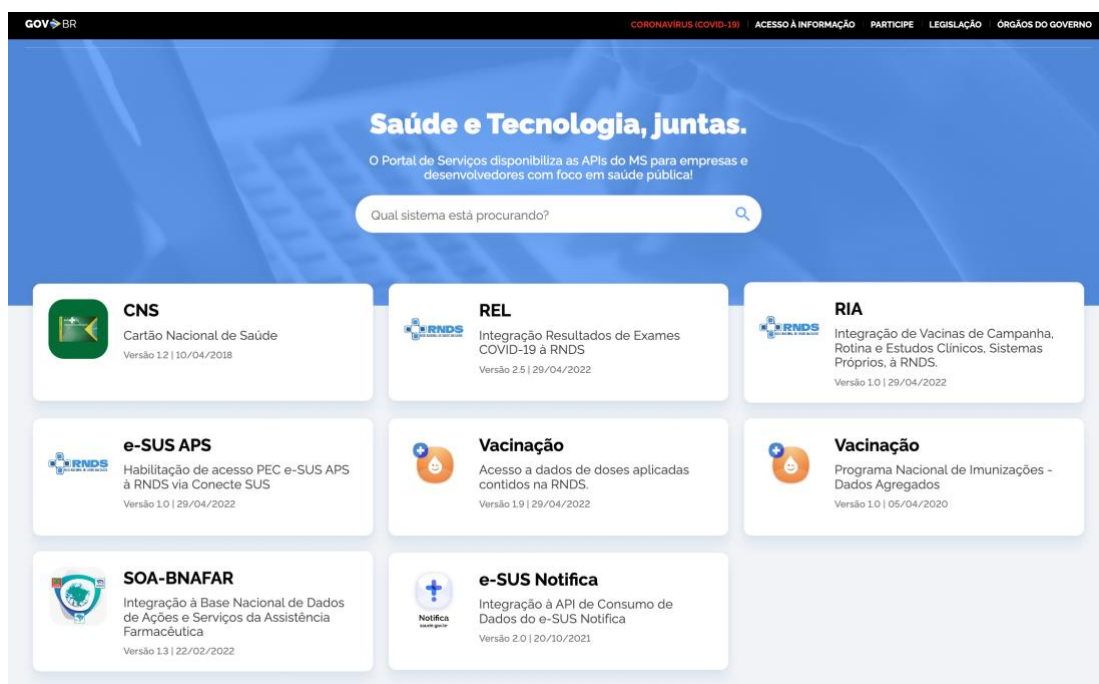 GOV BR
CORONAVÍRUS (COVID-19) ACESSO À INFORMAÇÃO PARTICIPE LEGISLAÇÃO ÓRGÃOS DO GOVERNO
Saúde e Tecnologia, juntas.
O Portal de Serviços disponibiliza as APIs do MS para empresas e
desenvolvedores com foco em saúde pública!
Qual sistema está procurando?
CNS
Cartão Nacional de Saúde
Versão 1.2 | 10/04/2018
RNDS
REL
Integração Resultados de Exames
COVID-19 à RNDS
Versão 2.5 | 29/04/2022
RNDS
RIA
Integração de Vacinas de Campanha,
Rotina e Estudos Clínicos, Sistemas
Próprios, à RNDS.
Versão 1.0 | 29/04/2022
RNDS
e-SUS APS
Habilitação de acesso PEC e-SUS APS
à RNDS via Conecte SUS
Versão 1.0 | 29/04/2022
Vacinação
Acesso a dados de doses aplicadas
contidos na RNDS.
Versão 1.9 | 29/04/2022
Vacinação
Programa Nacional de Imunizações -
Dados Agregados
Versão 1.0 | 05/04/2020
SOA-BNAFAR
Integração à Base Nacional de Dados
de Ações e Serviços da Assistência
Farmacêutica
Versão 1.3 | 22/02/2022
Notifica
e-SUS Notifica
Integração à API de Consumo de
Dados do e-SUS Notifica
Versão 2.0 | 20/10/2021